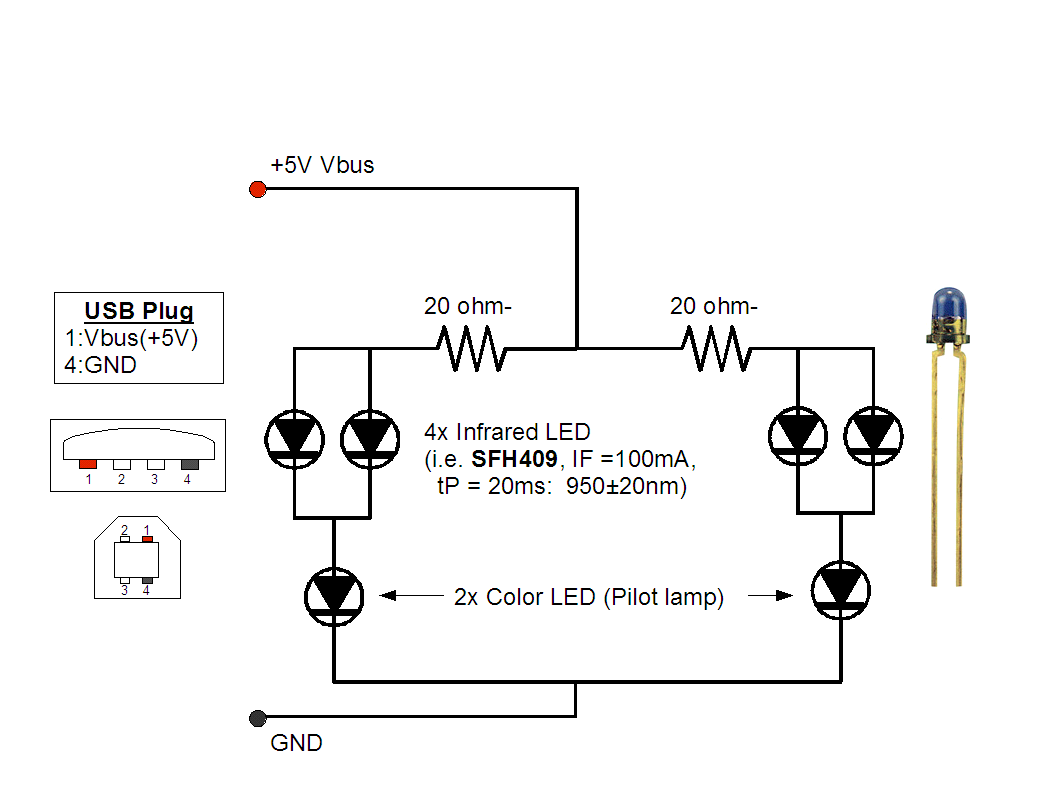 +5V Vbus
20 ohm-
20 ohm-
USB Plug
1:Vbus(+5V)
4:GND
4x Infrared LED
(i.e. SFH409, IF =100mA,
tP = 20ms:  950±20nm)
1 2 3 4
2 1
3 4
2x Color LED (Pilot lamp)
GND